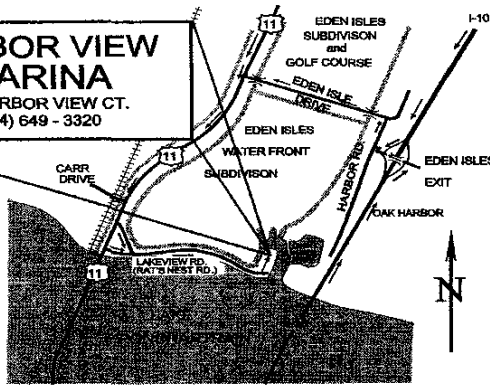 BOR VIEW
ARINA
RBOR VIEW CT.
4) 649 - 3320
11
EDEN ISLES
SUBDIVISON
and
GOLF COURSE
I-10
EDEN ISLE
DRIVE
EDEN ISLES
WATER FRONT
SUBDIVISON
11
CARR
DRIVE
HARBOR RD.
EDEN ISLES
EXIT
OAK HARBOR
LAKEVIEW RD.
(RAT'S NEST RD.)
11
LAKE
N